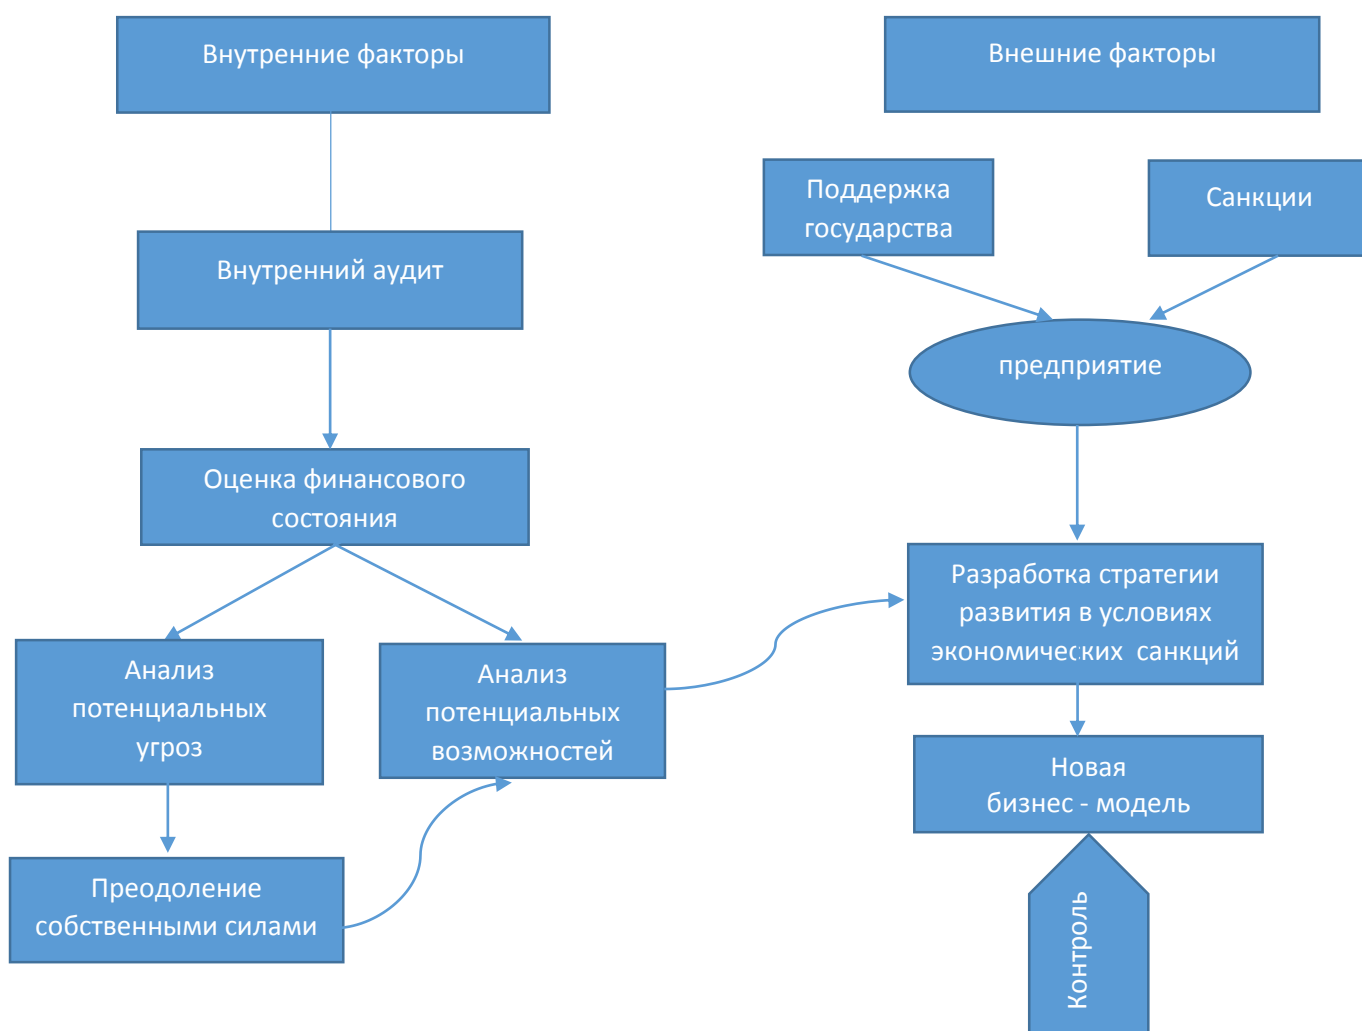 Внутренние факторы
Внешние факторы
Поддержка
государства
Санкции
Внутренний аудит
предприятие
Оценка финансового
состояния
Разработка стратегии
развития в условиях
экономических санкций
Анализ
потенциальных
угроз
Анализ
потенциальных
возможностей
Новая
бизнес - модель
Преодоление
собственными силами
Контроль